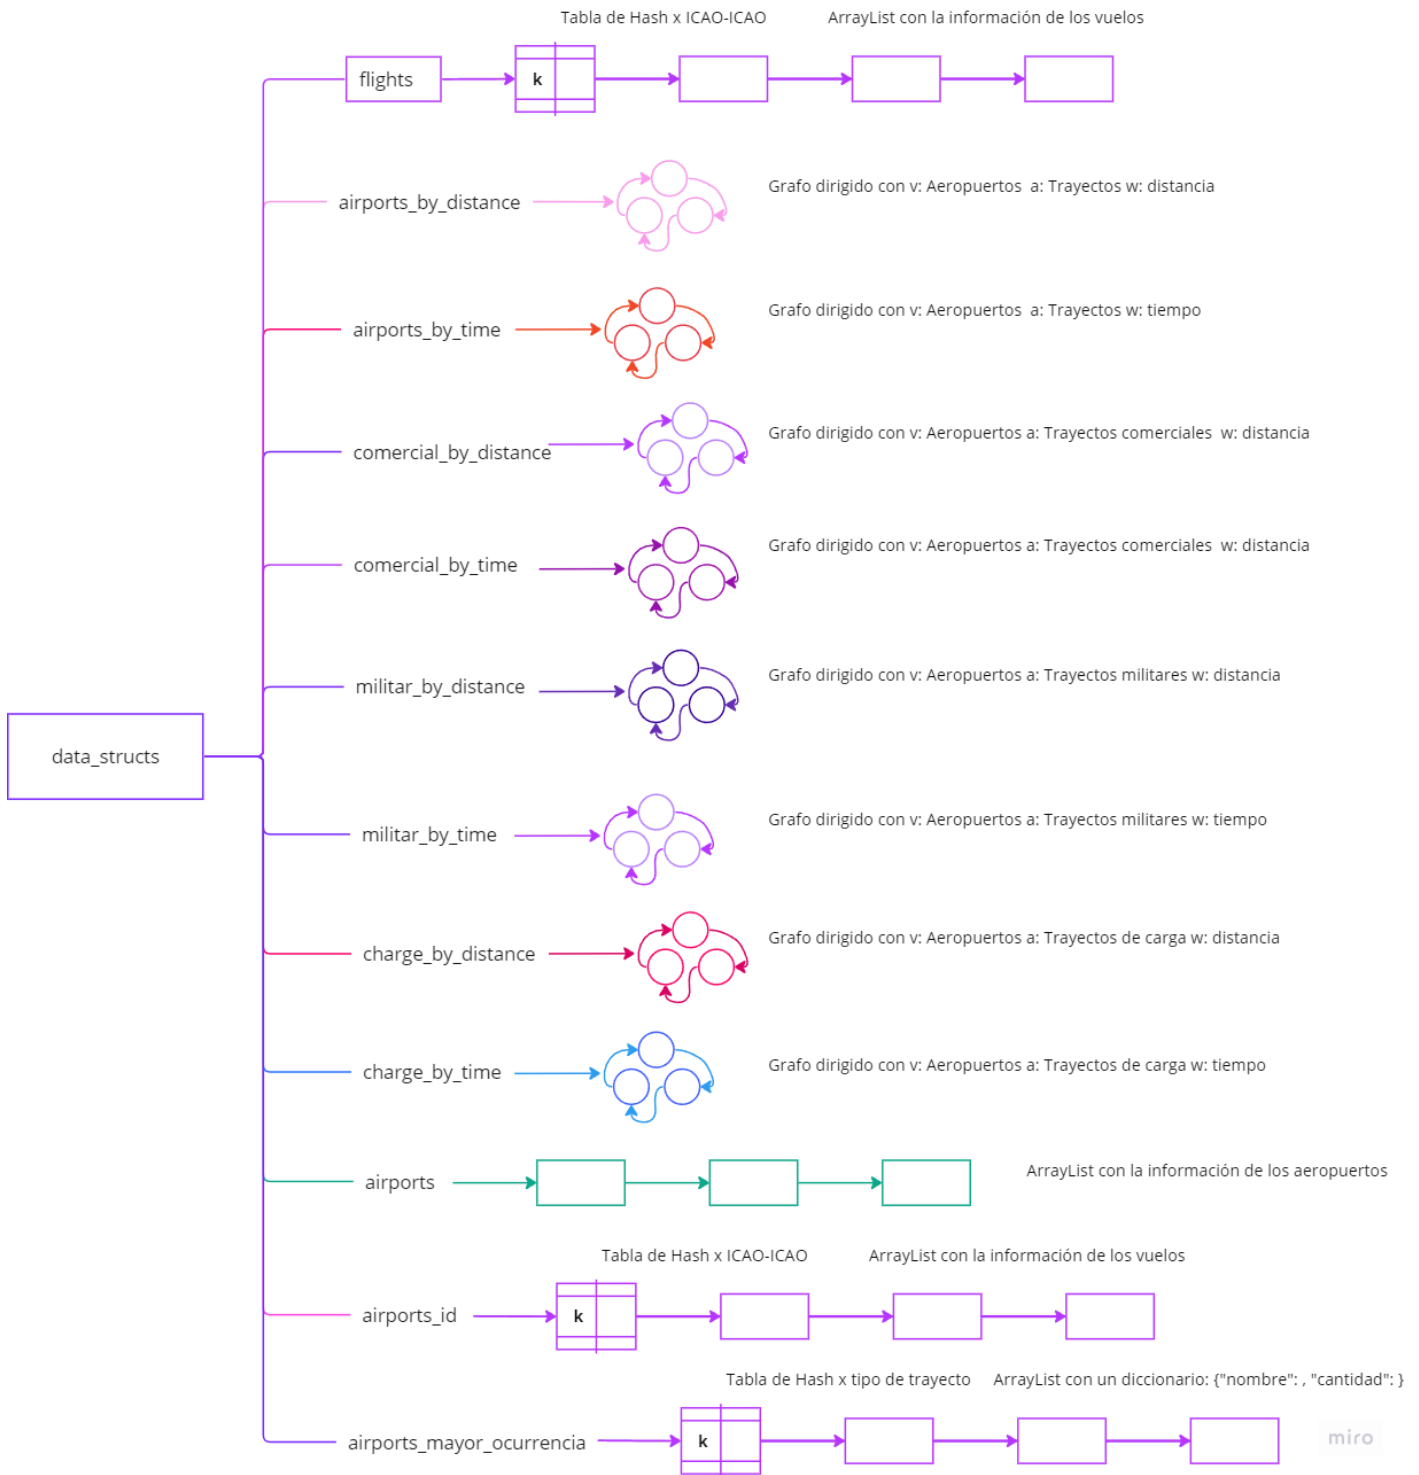 Tabla de Hash x ICAO-ICAO
ArrayList con la información de los vuelos
flights
k
airports_by_distance
Grafo dirigido con v: Aeropuertos  a: Trayectos w: distancia
airports_by_time
Grafo dirigido con v: Aeropuertos  a: Trayectos w: tiempo
comercial_by_distance
Grafo dirigido con v: Aeropuertos a: Trayectos comerciales  w: distancia
comercial_by_time
Grafo dirigido con v: Aeropuertos a: Trayectos comerciales  w: distancia
militar_by_distance
Grafo dirigido con v: Aeropuertos a: Trayectos militares w: distancia
data_structs
militar_by_time
Grafo dirigido con v: Aeropuertos a: Trayectos militares w: tiempo
charge_by_distance
Grafo dirigido con v: Aeropuertos a: Trayectos de carga w: distancia
charge_by_time
Grafo dirigido con v: Aeropuertos a: Trayectos de carga w: tiempo
airports
ArrayList con la información de los aeropuertos
Tabla de Hash x ICAO-ICAO
ArrayList con la información de los vuelos
airports_id
k
Tabla de Hash x tipo de trayecto
ArrayList con un diccionario: {"nombre": , "cantidad": }
airports_mayor_ocurrencia
k
miro